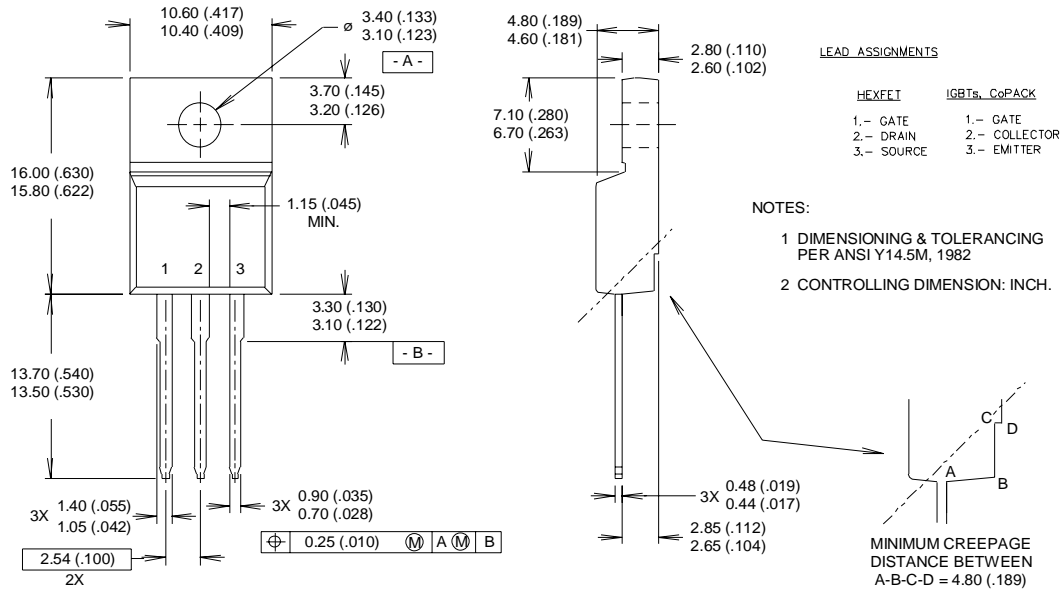 10.60 (.417)
10.40 (.409)
ø 3.40 (.133)
3.10 (.123)
- A -
3.70 (.145)
3.20 (.126)
16.00 (.630)
15.80 (.622)
1.15 (.045)
MIN.
1 2 3
3.30 (.130)
3.10 (.122)
- B -
13.70 (.540)
13.50 (.530)
3X 1.40 (.055)
1.05 (.042)
3X 0.90 (.035)
0.70 (.028)
0.25 (.010) Ⓜ A Ⓜ B
2.54 (.100)
2X
4.80 (.189)
4.60 (.181)
2.80 (.110)
2.60 (.102)
7.10 (.280)
6.70 (.263)
3X 0.48 (.019)
0.44 (.017)
2.85 (.112)
2.65 (.104)
LEAD ASSIGNMENTS
HEXFET
1.- GATE
2.- DRAIN
3.- SOURCE
IGBTs, CoPACK
1.- GATE
2.- COLLECTOR
3.- EMITTER
NOTES:
1 DIMENSIONING & TOLERANCING
PER ANSI Y14.5M, 1982
2 CONTROLLING DIMENSION: INCH.
C
D
A
B
MINIMUM CREEPAGE
DISTANCE BETWEEN
A-B-C-D = 4.80 (.189)